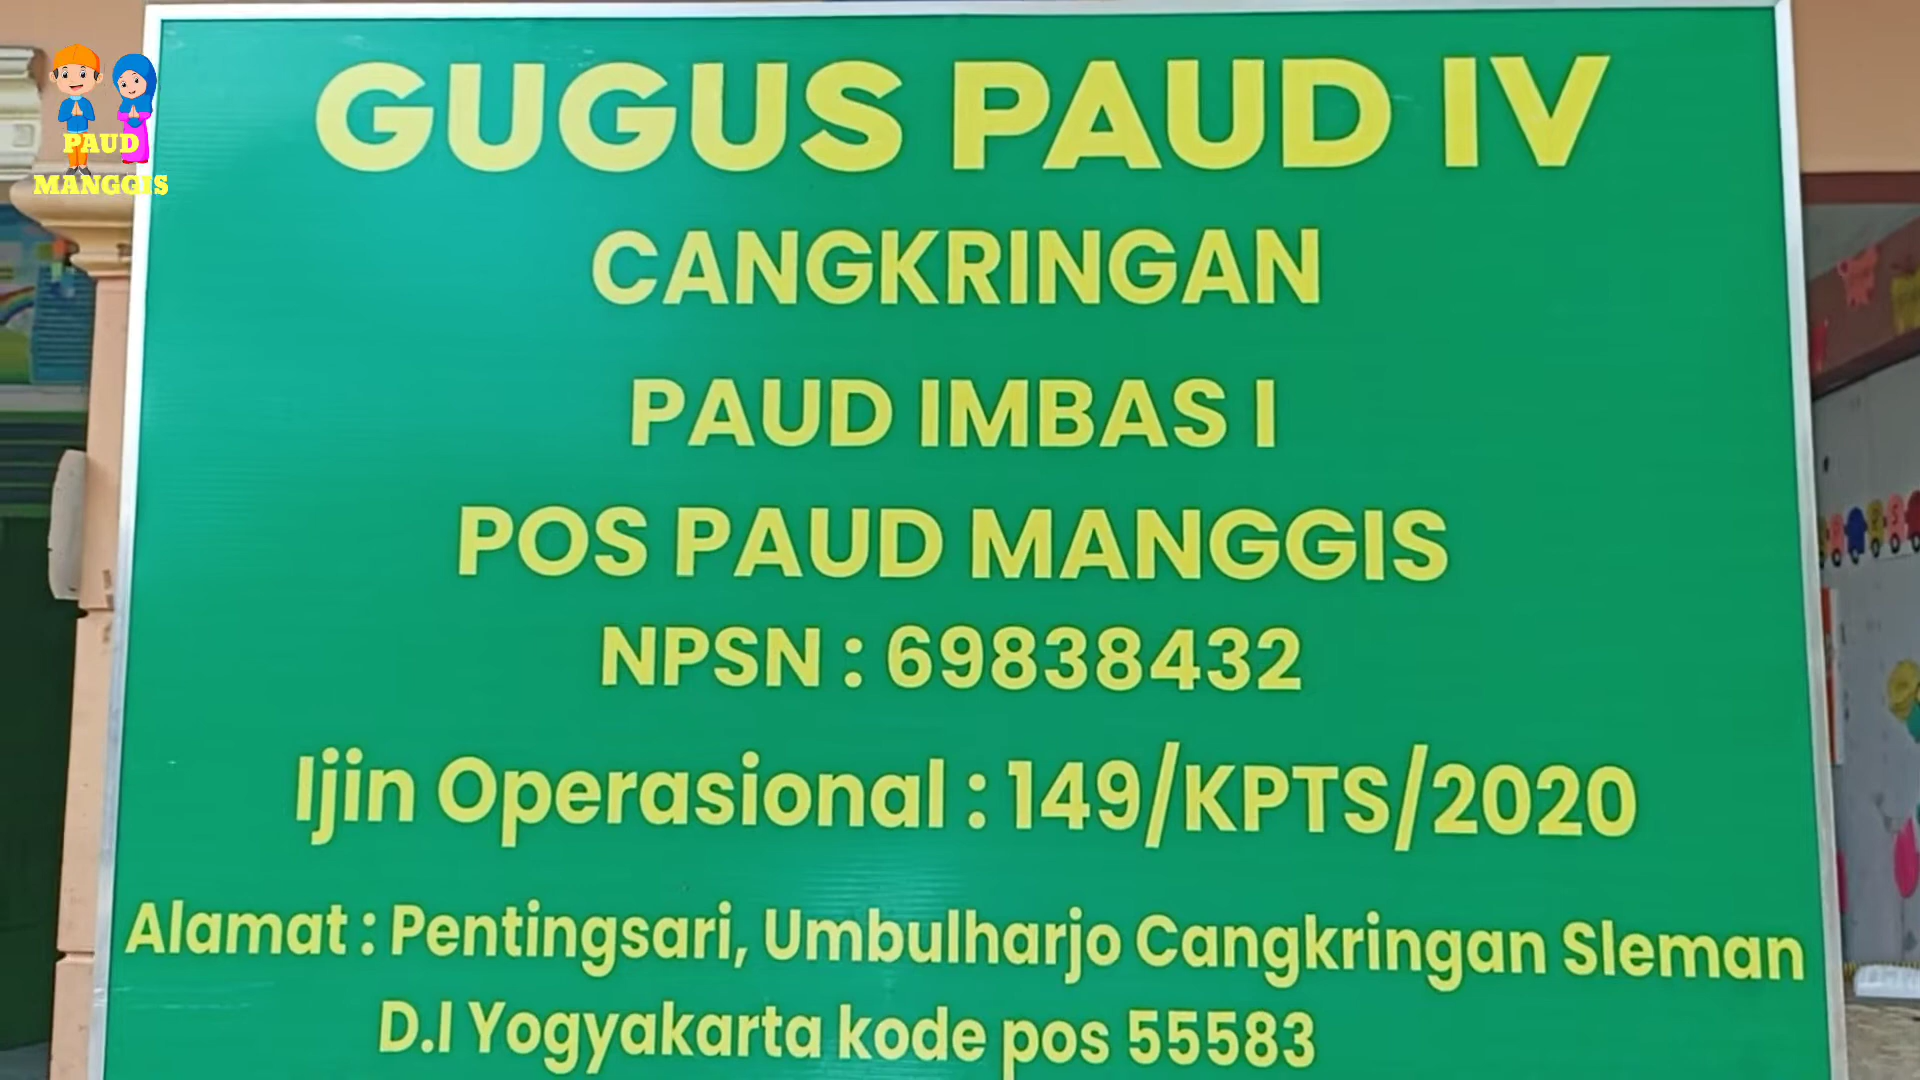 PAUD
MANGGIS
GUGUS PAUD IV
CANGKRINGAN
PAUD IMBAS I
POS PAUD MANGGIS
NPSN : 69838432
Ijin Operasional : 149/KPTS/2020
Alamat : Pentingsari, Umbulharjo Cangkringan Sleman
D.I Yogyakarta kode pos 55583